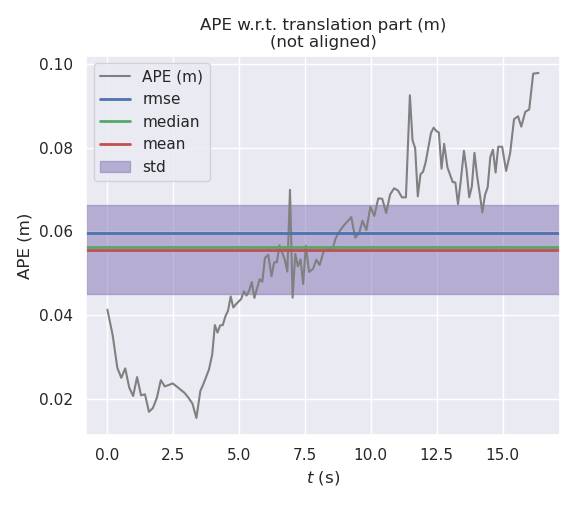 APE w.r.t. translation part (m)
(not aligned)
APE (m)
rmse
median
mean
std
APE (m)
0.10
0.08
0.06
0.04
0.02
0.0
2.5
5.0
7.5
10.0
12.5
15.0
t (s)